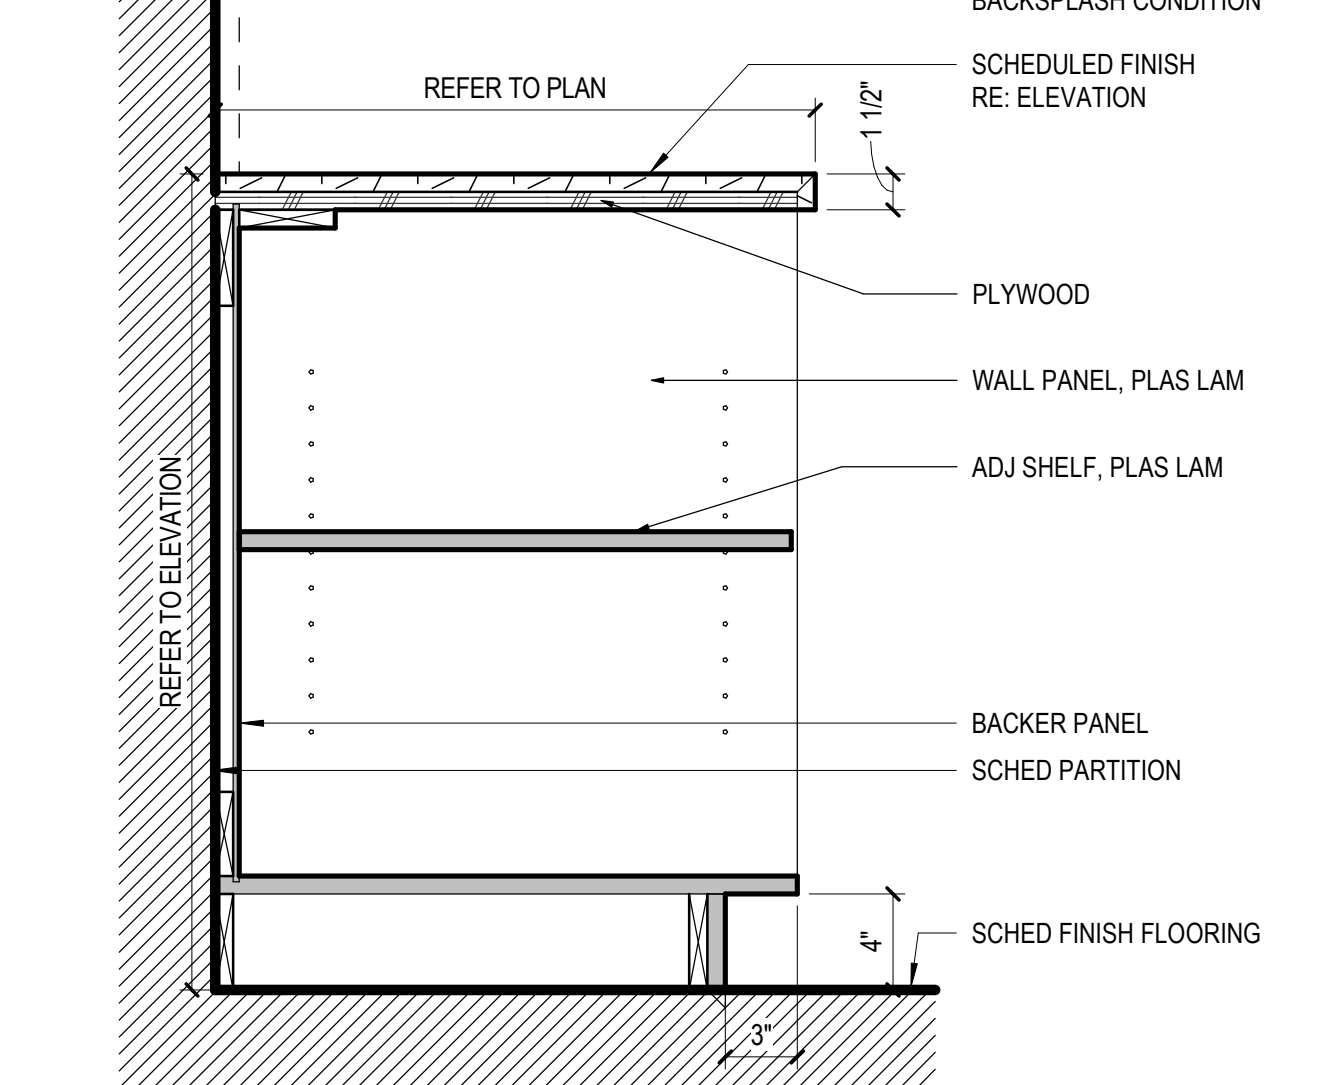 BACKSPLASH CONDITION
SCHEDULED FINISH
RE: ELEVATION
REFER TO PLAN
1 1/2"
PLYWOOD
WALL PANEL, PLAS LAM
ADJ SHELF, PLAS LAM
REFER TO ELEVATION
BACKER PANEL
SCHED PARTITION
SCHED FINISH FLOORING
4"
3"